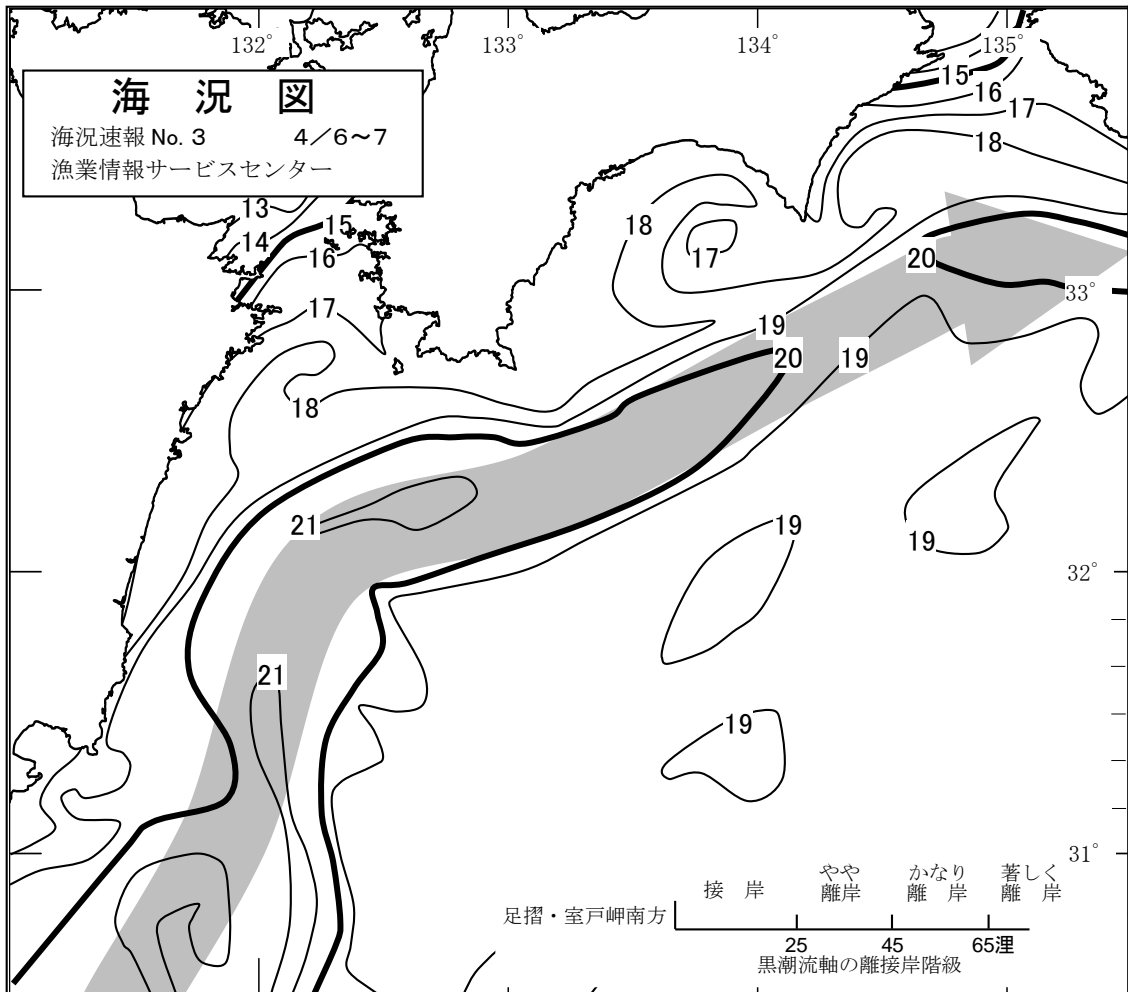 132°
133°
134°
135°
海 況 図
海況速報 No. 3 4/6~7
漁業情報サービスセンター
15
16
17
18
13
14
15
16
17
18
18
17
19
20
19
20
33°
21
19
19
32°
21
19
31°
接 岸
やや
離岸
かなり
離 岸
著しく
離 岸
足摺・室戸岬南方
25
45
65浬
黒潮流軸の離接岸階級